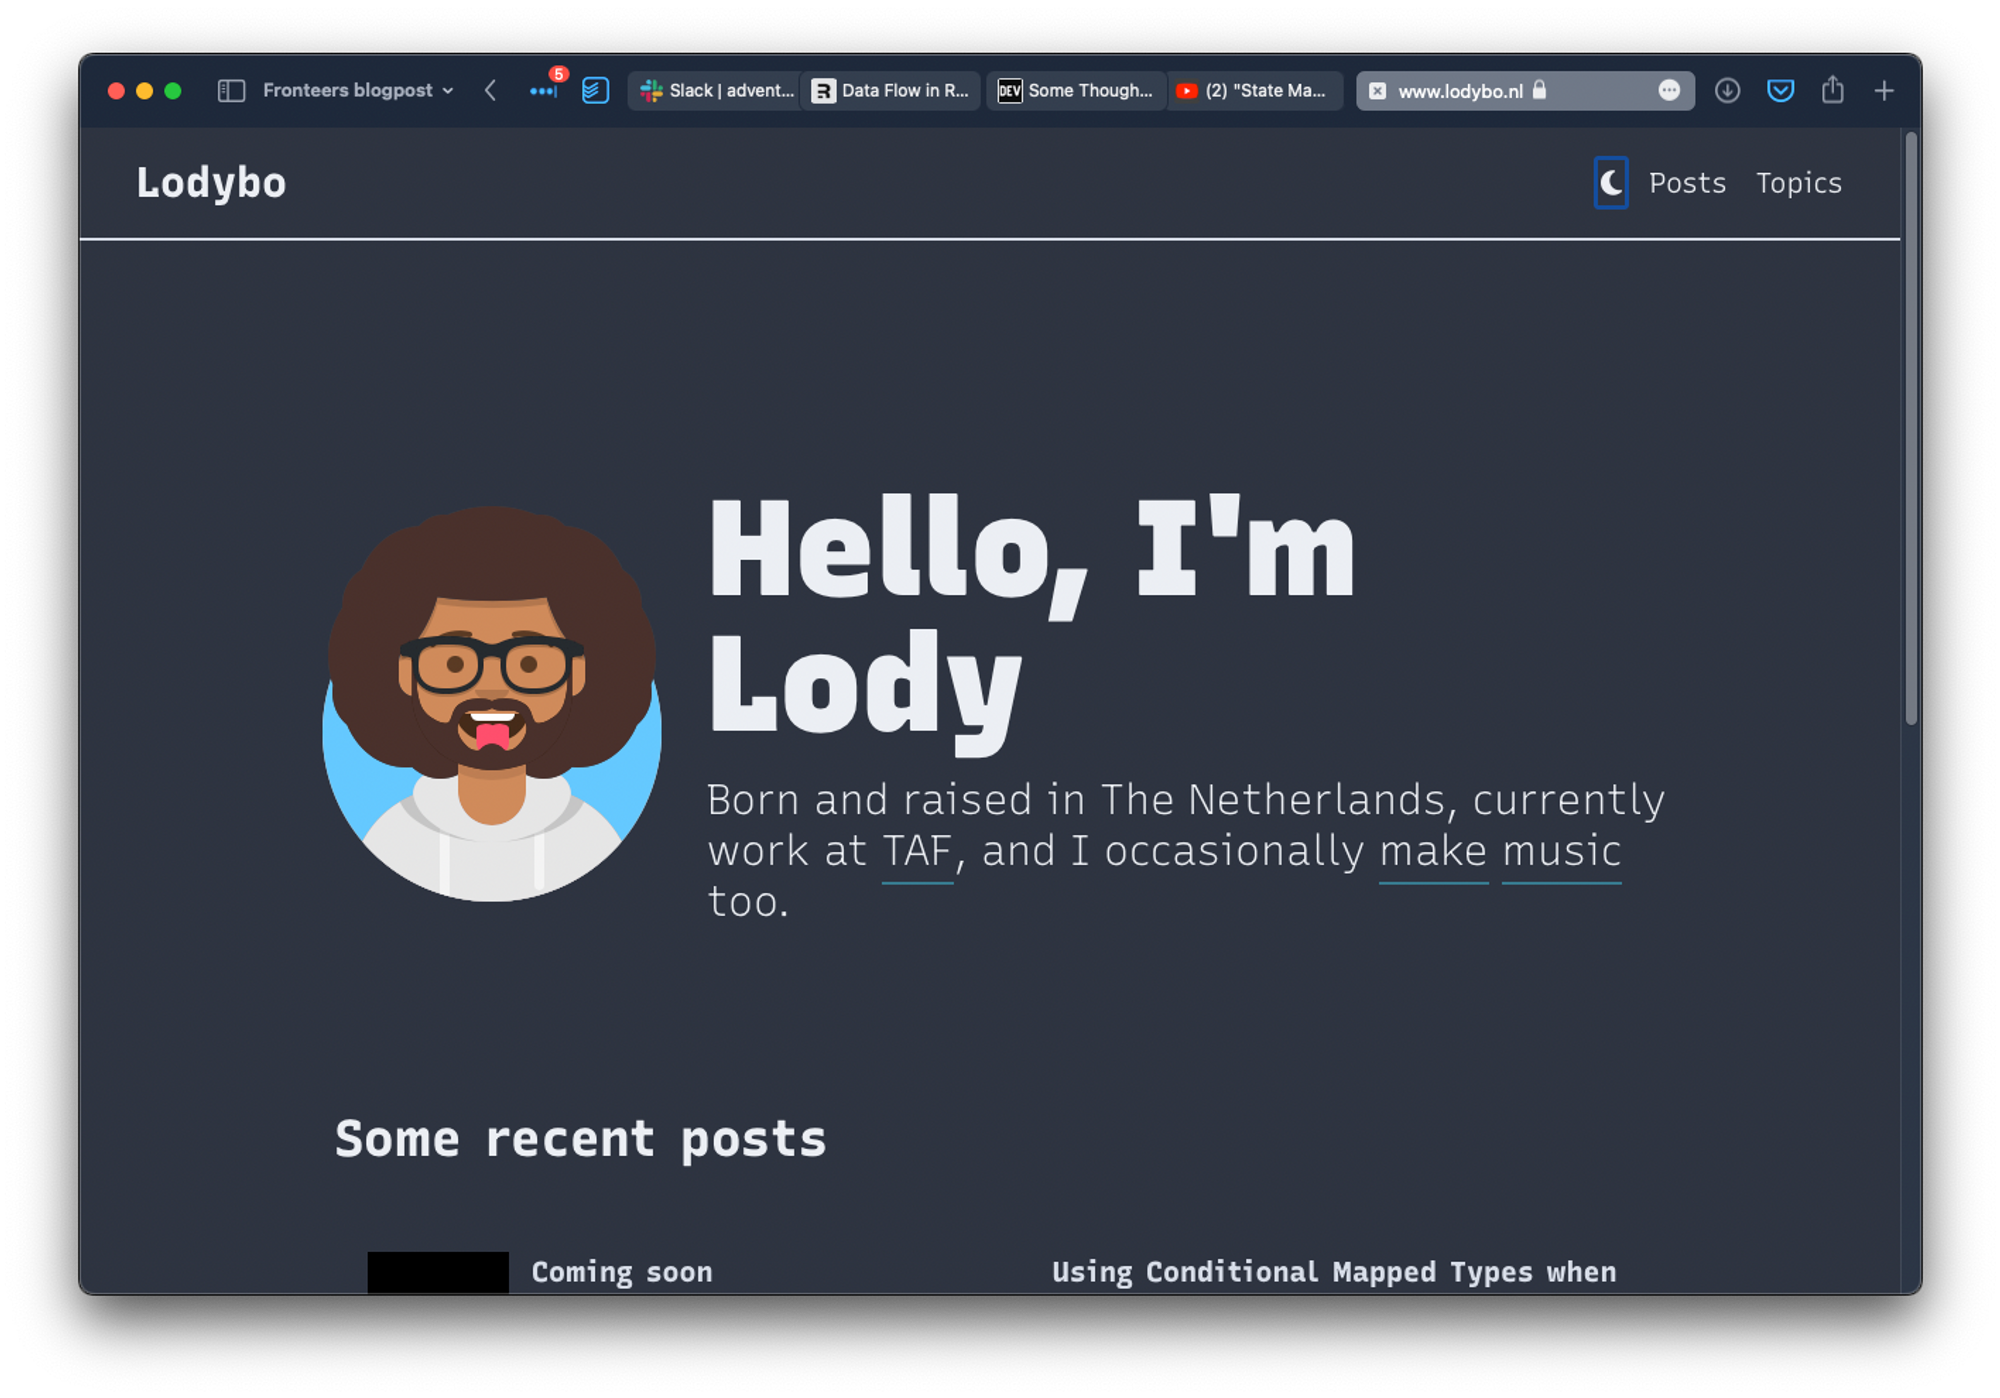 Fronteers blogpost
5
Slack | advent...
Data Flow in R...
DEV
Some Though...
(2) "State Ma...
www.lodybo.nl
Lodybo
Posts
Topics
Hello, I'm
Lody
Born and raised in The Netherlands, currently
work at TAF, and I occasionally make music
too.
Some recent posts
Coming soon
Using Conditional Mapped Types when